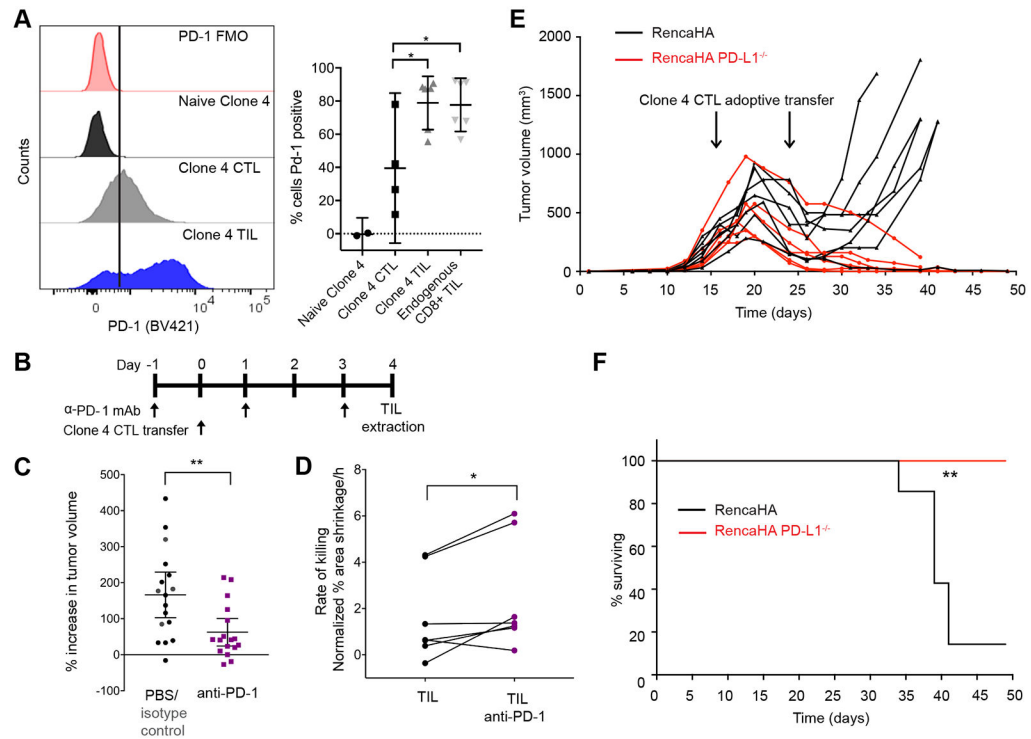 A
PD-1 FMO
Naive Clone 4
Clone 4 CTL
Clone 4 TIL
Counts
0
10⁴
10⁵
PD-1 (BV421)
% cells Pd-1 positive
100
80
60
40
20
0
*
*
Naive Clone 4
Clone 4 CTL
Clone 4 TIL
Endogenous
CD8+ TIL
B
Day -1 0 1 2 3 4
α-PD-1 mAb
Clone 4 CTL transfer
TIL
extraction
C
% increase in tumor volume
500
400
300
200
100
0
-100
**
PBS/
isotype
control
anti-PD-1
D
Rate of killing
Normalized % area shrinkage/h
8
6
4
2
0
*
TIL
TIL
anti-PD-1
E
RencaHA
RencaHA PD-L1⁻/⁻
Clone 4 CTL adoptive transfer
Tumor volume (mm³)
2000
1500
1000
500
0
0 5 10 15 20 25 30 35 40 45 50
Time (days)
F
% surviving
100
80
60
40
20
0
**
RencaHA
RencaHA PD-L1⁻/⁻
0 5 10 15 20 25 30 35 40 45 50
Time (days)